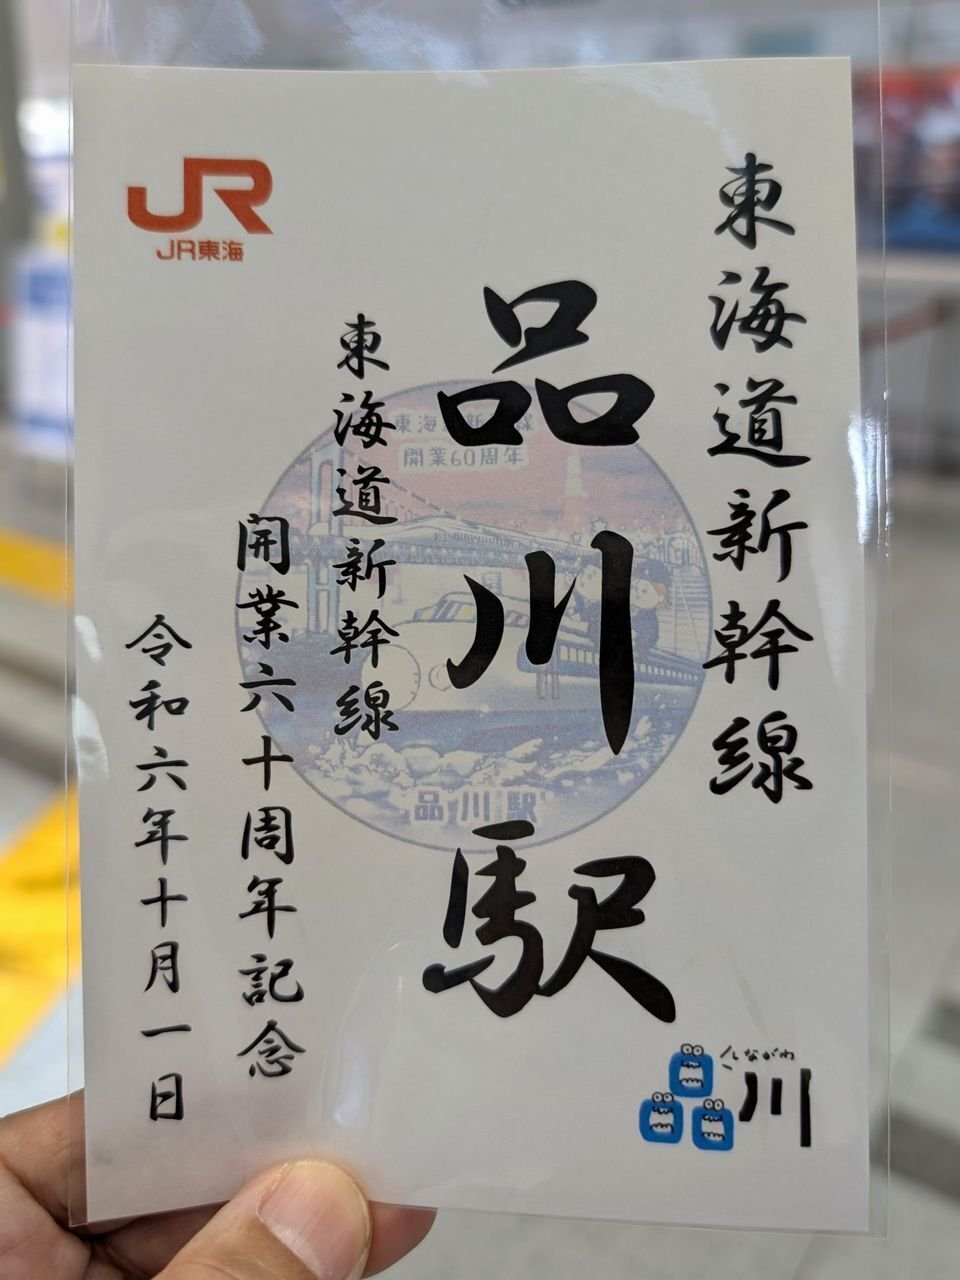 東海道新幹線
品川駅
東海道新幹線
開業六十周年記念
令和六年十月一日
JR
JR東海
東海道新幹線
開業60周年
品川駅
しながわ
品川